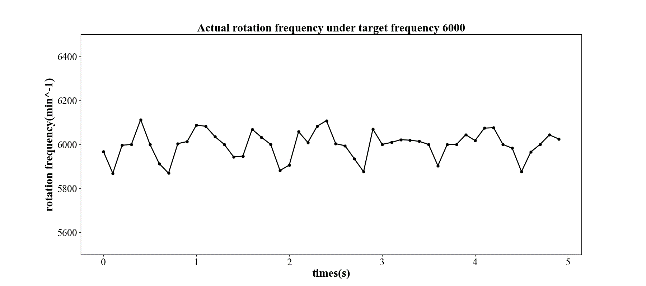 Actual rotation frequency under target frequency 6000
6400
6200
6000
5800
5600
rotation frequency(min^-1)
0 1 2 3 4 5
times(s)